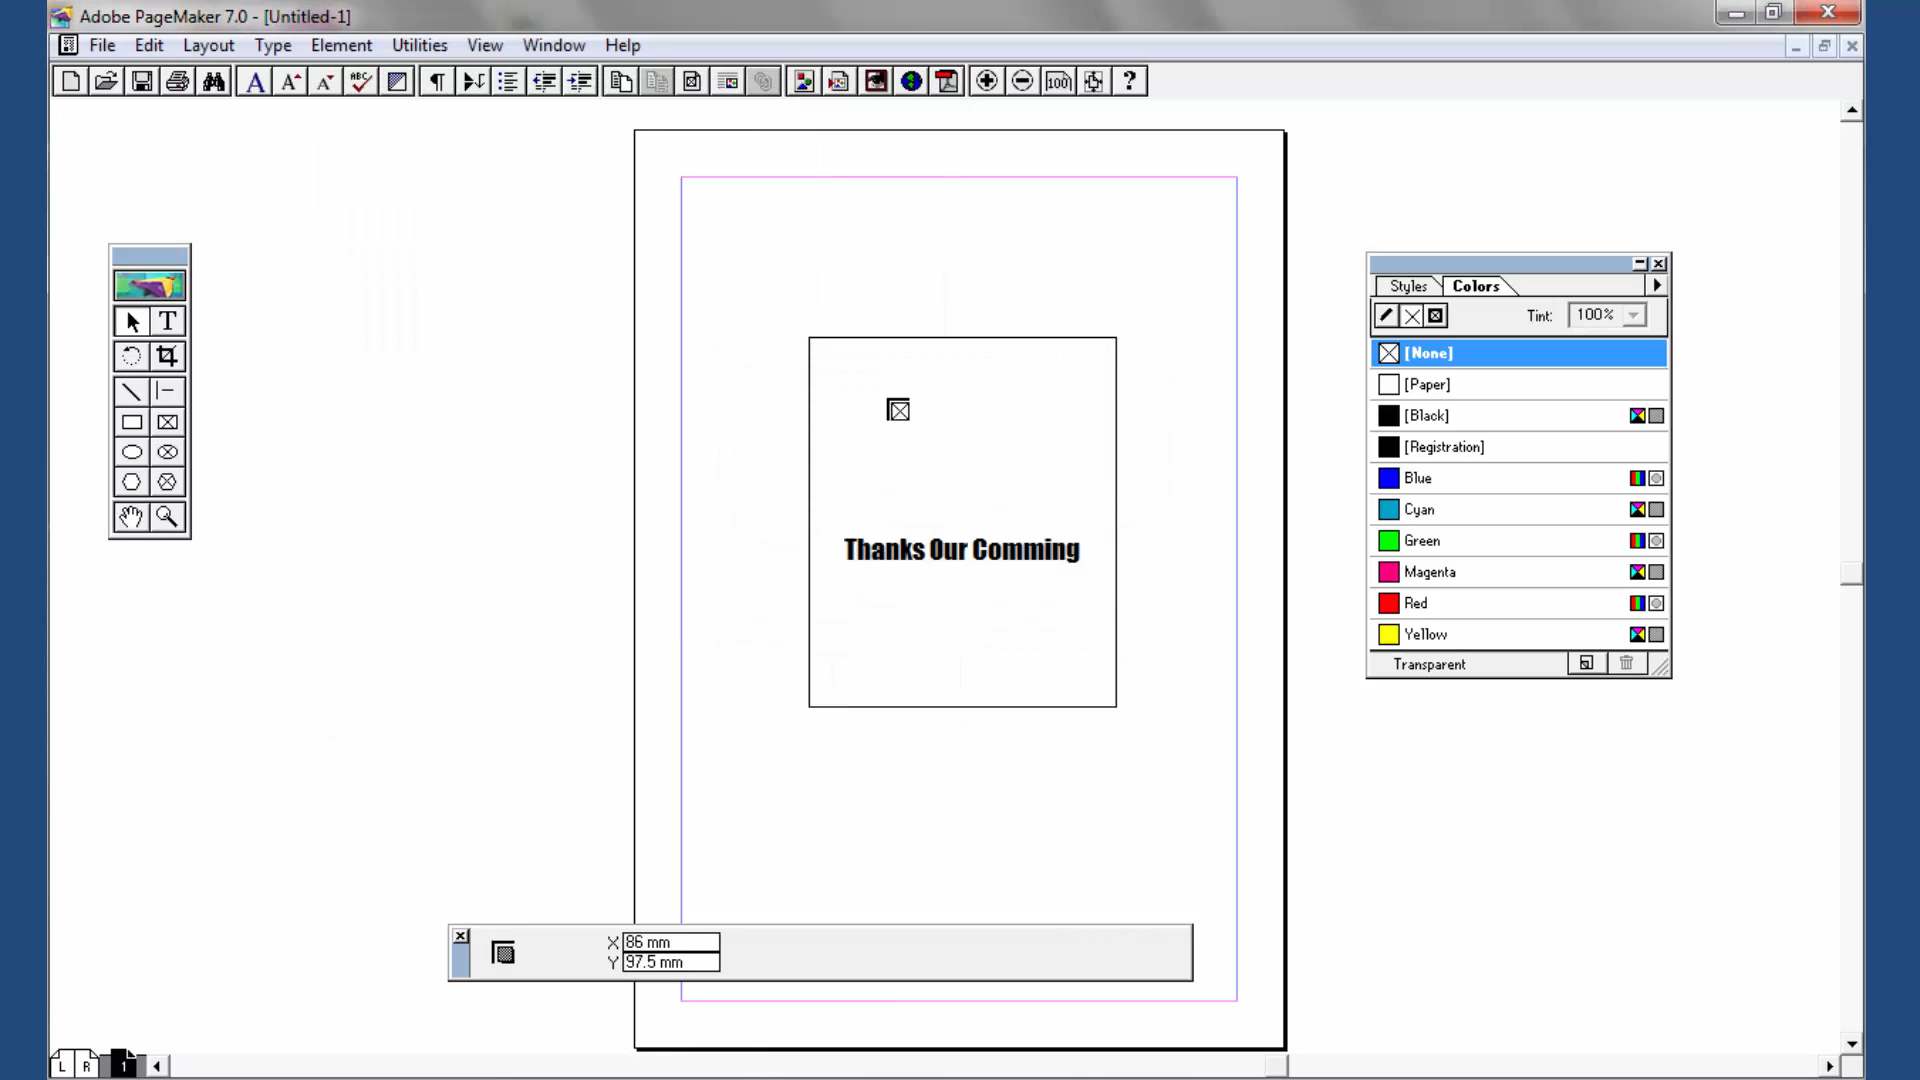 Adobe PageMaker 7.0 - [Untitled-1]
File Edit Layout Type Element Utilities View Window Help
Styles Colors
Tint: 100%
[None]
[Paper]
[Black]
[Registration]
Blue
Cyan
Green
Magenta
Red
Yellow
Transparent
Thanks Our Comming
X 86 mm
Y 97.5 mm
L R 1